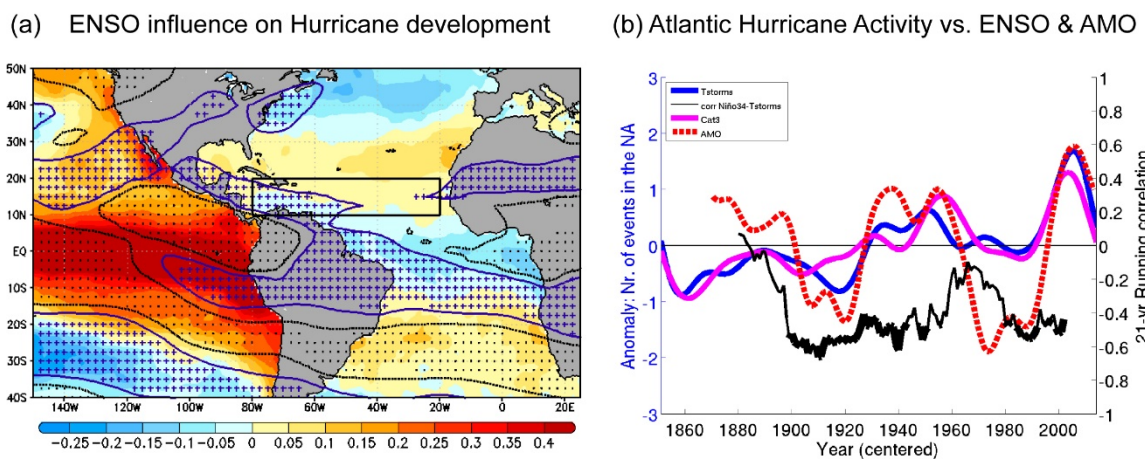 (a) ENSO influence on Hurricane development
50N
40N
30N
20N
10N
EQ
10S
20S
30S
40S
140W 120W 100W 80W 60W 40W 20W 0 20E
-0.25 -0.2 -0.15 -0.1 -0.05 0 0.05 0.1 0.15 0.2 0.25 0.3 0.35 0.4
(b) Atlantic Hurricane Activity vs. ENSO & AMO
Anomaly: Nr. of events in the NA
3
2
1
0
-1
-2
-3
Tstorms
corr Niño34-Tstorms
Cat3
AMO
1
0.8
0.6
0.4
0.2
0
-0.2
-0.4
-0.6
-0.8
-1
21-yr Running correlation
1860 1880 1900 1920 1940 1960 1980 2000
Year (centered)